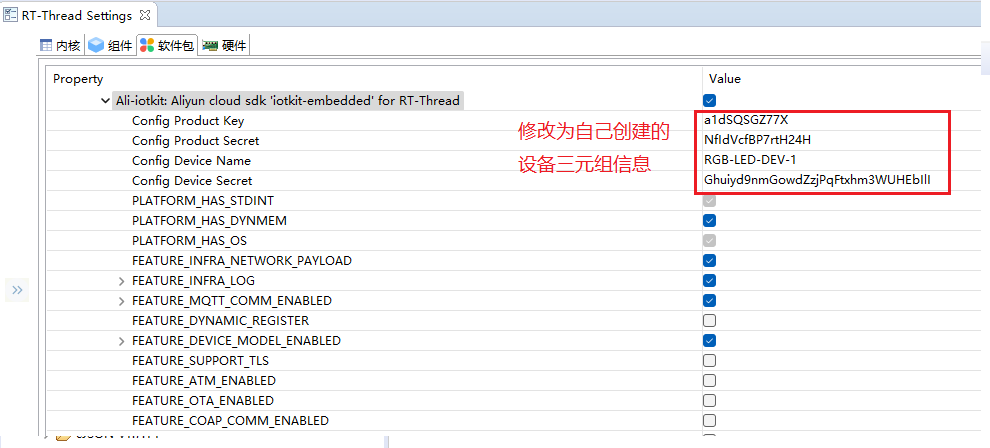 RT-Thread Settings
内核 组件 软件包 硬件
Property Value
Ali-iotkit: Aliyun cloud sdk 'iotkit-embedded' for RT-Thread
Config Product Key a1dSQSGZ77X
修改为自己创建的
Config Product Secret NfIdVcfBP7rtH24H
Config Device Name RGB-LED-DEV-1
设备三元组信息
Config Device Secret Ghuiyd9nmGowdZzjPqFtxhm3WUHEbIlI
PLATFORM_HAS_STDINT
PLATFORM_HAS_DYNMEM
PLATFORM_HAS_OS
FEATURE_INFRA_NETWORK_PAYLOAD
FEATURE_INFRA_LOG
FEATURE_MQTT_COMM_ENABLED
FEATURE_DYNAMIC_REGISTER
FEATURE_DEVICE_MODEL_ENABLED
FEATURE_SUPPORT_TLS
FEATURE_ATM_ENABLED
FEATURE_OTA_ENABLED
FEATURE_COAP_COMM_ENABLED